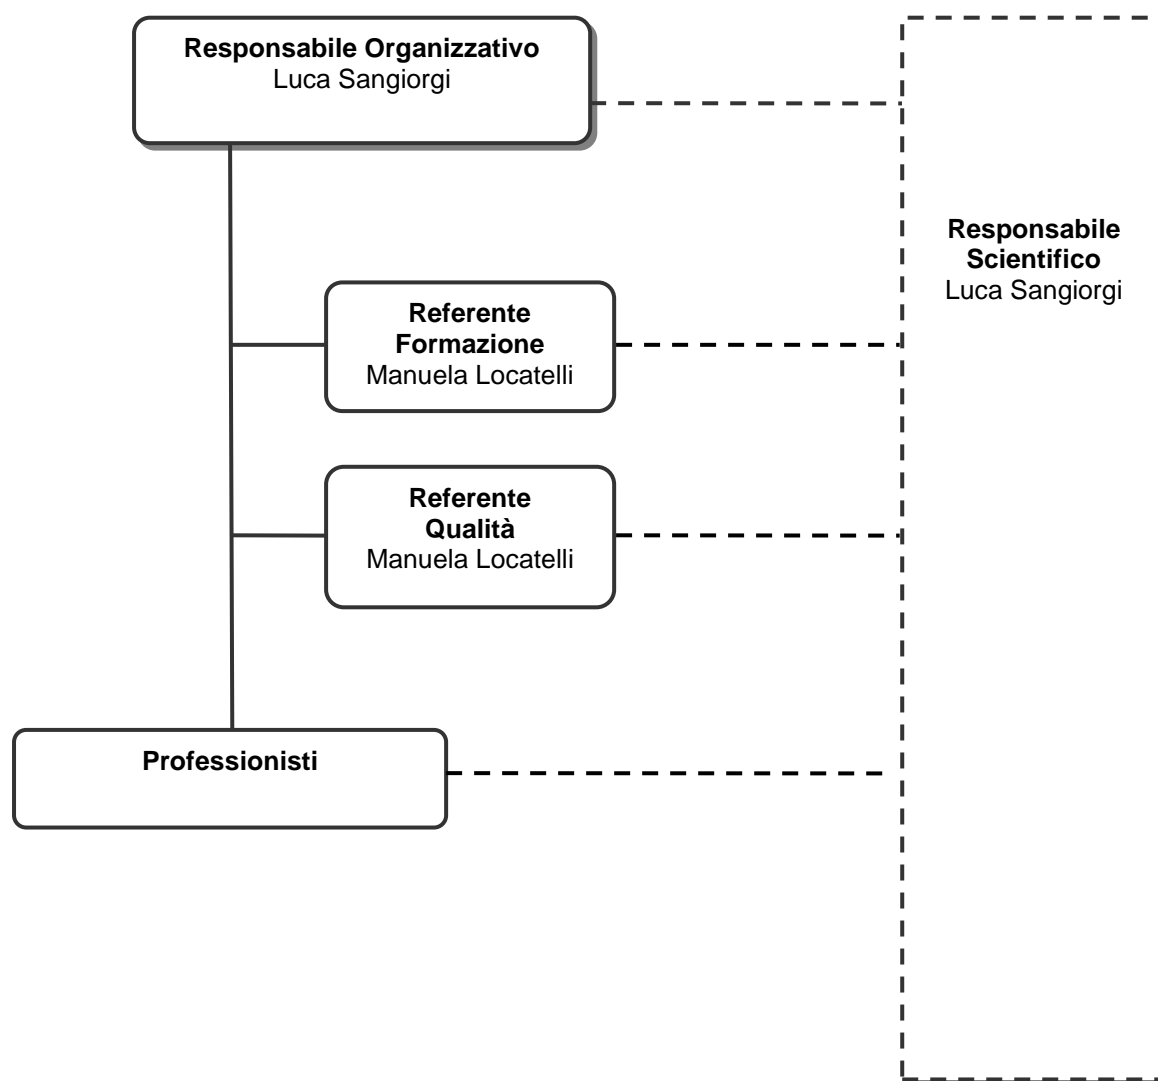 Responsabile Organizzativo
Luca Sangiorgi
Responsabile
Scientifico
Luca Sangiorgi
Referente
Formazione
Manuela Locatelli
Referente
Qualità
Manuela Locatelli
Professionisti